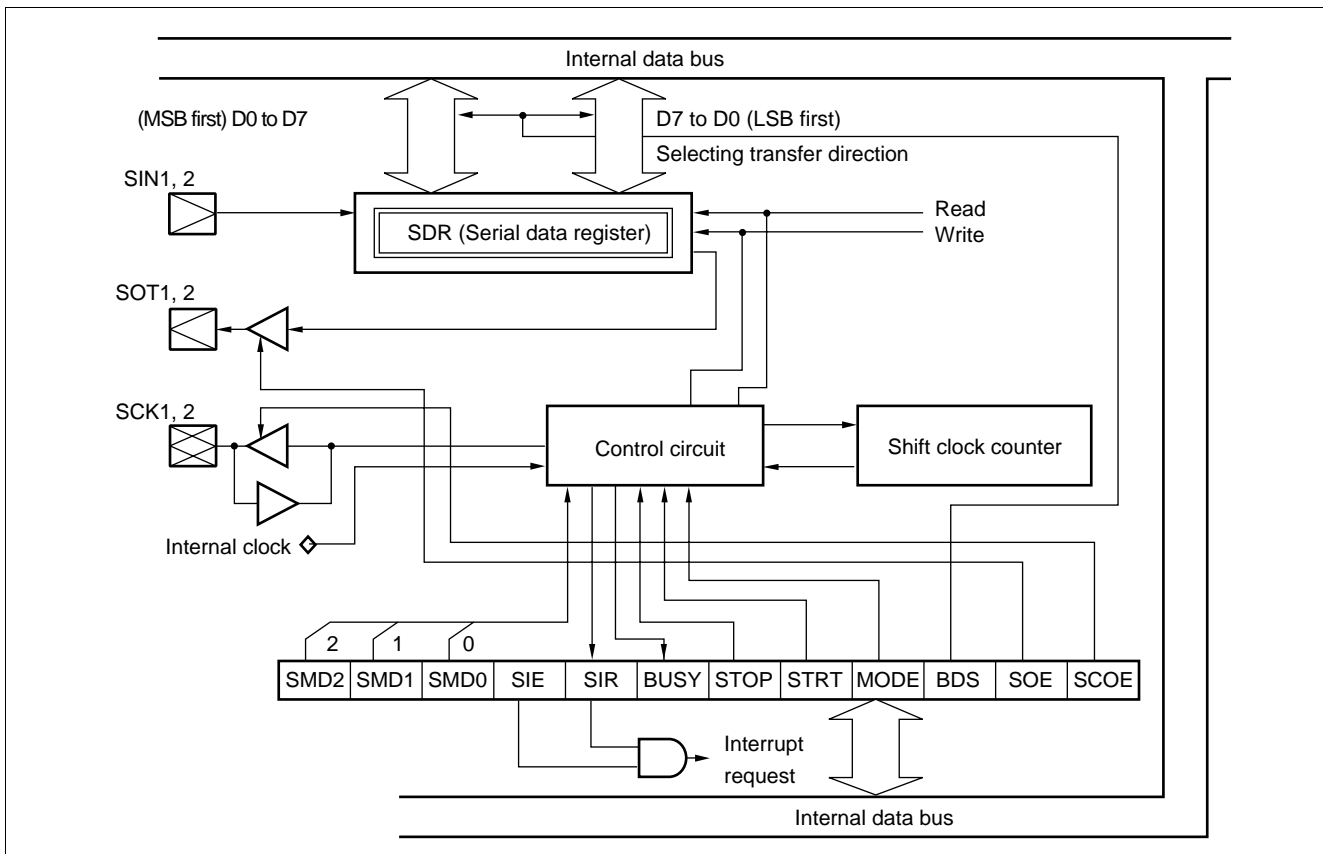 Internal data bus
(MSB first) D0 to D7
D7 to D0 (LSB first)
Selecting transfer direction
SIN1, 2
SDR (Serial data register)
Read
Write
SOT1, 2
SCK1, 2
Control circuit
Shift clock counter
Internal clock
2 1 0
SMD2 SMD1 SMD0 SIE SIR BUSY STOP STRT MODE BDS SOE SCOE
Interrupt
request
Internal data bus